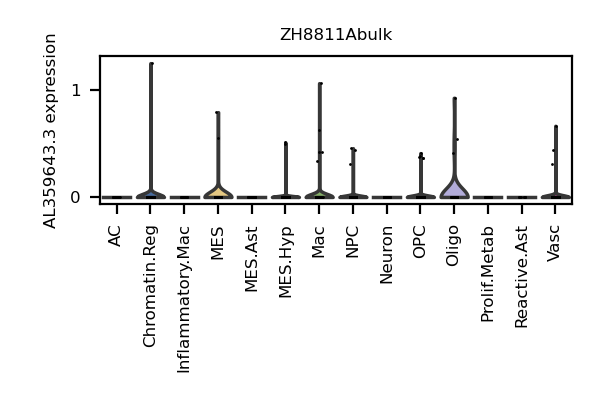 ZH8811Abulk
AL359643.3 expression
1
0
AC
Chromatin.Reg
Inflammatory.Mac
MES
MES.Ast
MES.Hyp
Mac
NPC
Neuron
OPC
Oligo
Prolif.Metab
Reactive.Ast
Vasc